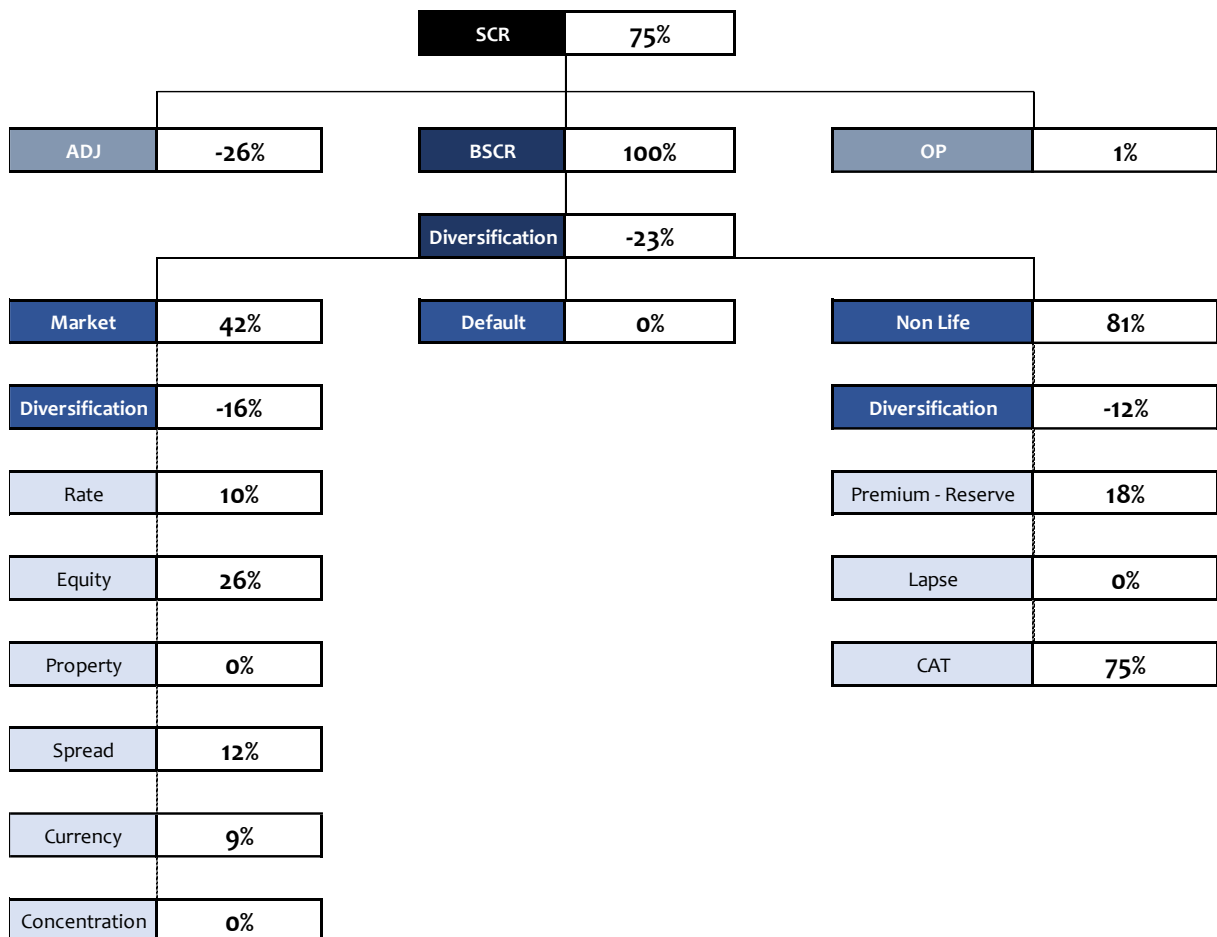 SCR 75%
ADJ -26% BSCR 100% OP 1%
Diversification -23%
Market 42% Default 0% Non Life 81%
Diversification -16% Diversification -12%
Rate 10% Premium - Reserve 18%
Equity 26% Lapse 0%
Property 0% CAT 75%
Spread 12%
Currency 9%
Concentration 0%